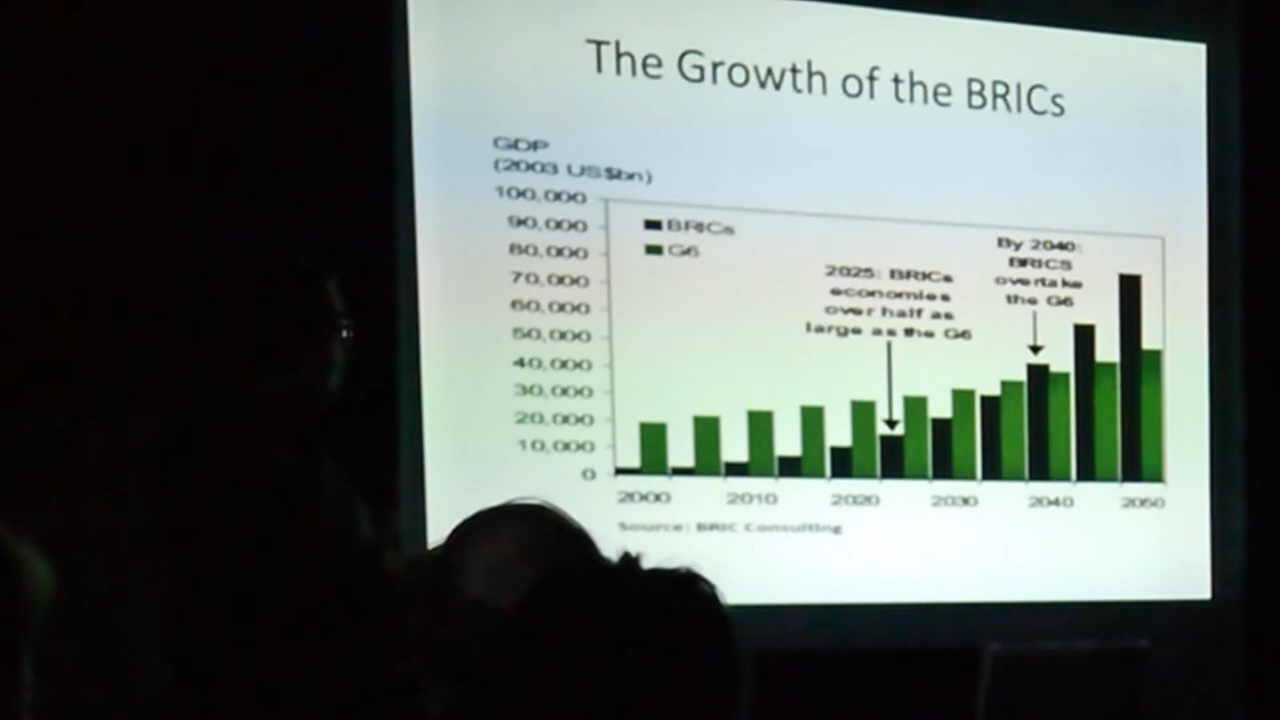 The Growth of the BRICs
GDP
(2003 US$bn)
100,000
90,000
80,000
70,000
60,000
50,000
40,000
30,000
20,000
10,000
0
BRICs
G6
2025: BRICs
economies
over half as
large as the G6
By 2040:
BRICS
overtake
the G6
2000
2010
2020
2030
2040
2050
Source: BRIC Consulting